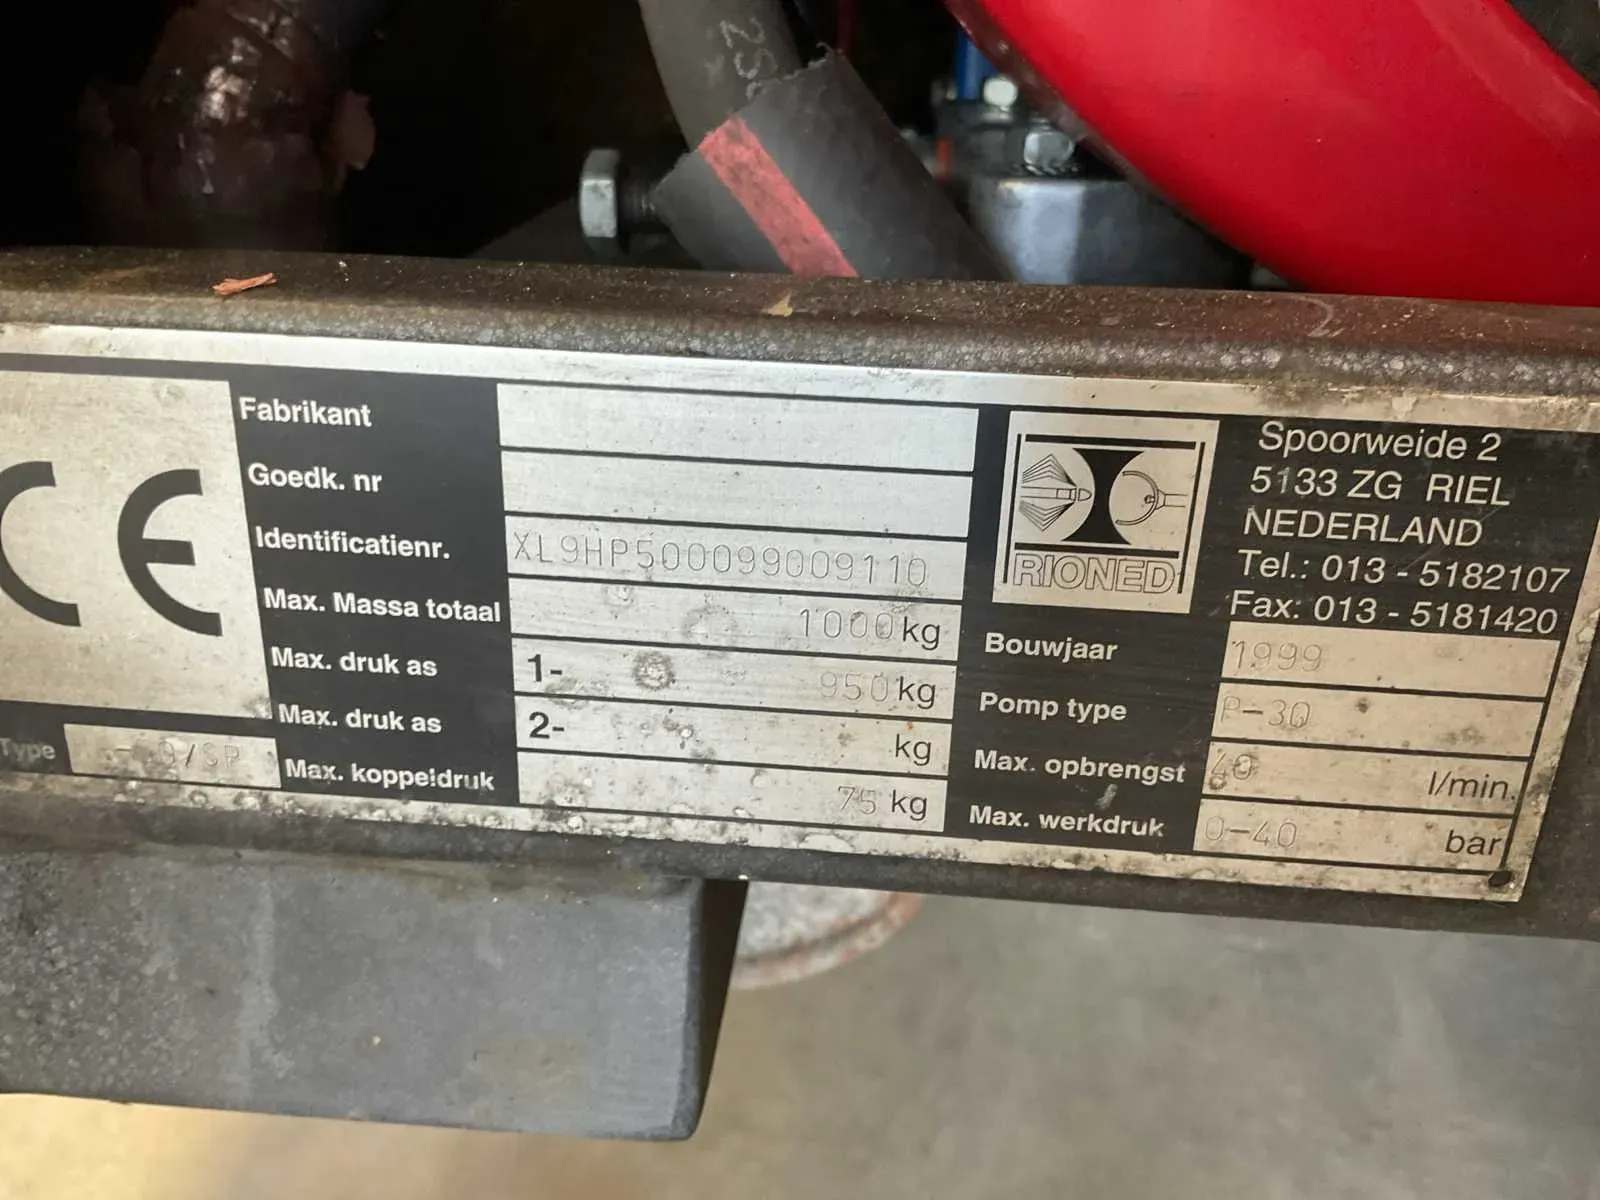 CE
Fabrikant
Goedk. nr
Identificatienr. XL9HP500099009110
Max. Massa totaal 1000 kg
Max. druk as 1- 950 kg
Max. druk as 2- kg
Max. koppeldruk 75 kg
Type /SP
RIONED
Spoorweide 2
5133 ZG RIEL
NEDERLAND
Tel.: 013 - 5182107
Fax: 013 - 5181420
Bouwjaar 1999
Pomp type P-30
Max. opbrengst 40 l/min.
Max. werkdruk 0-40 bar